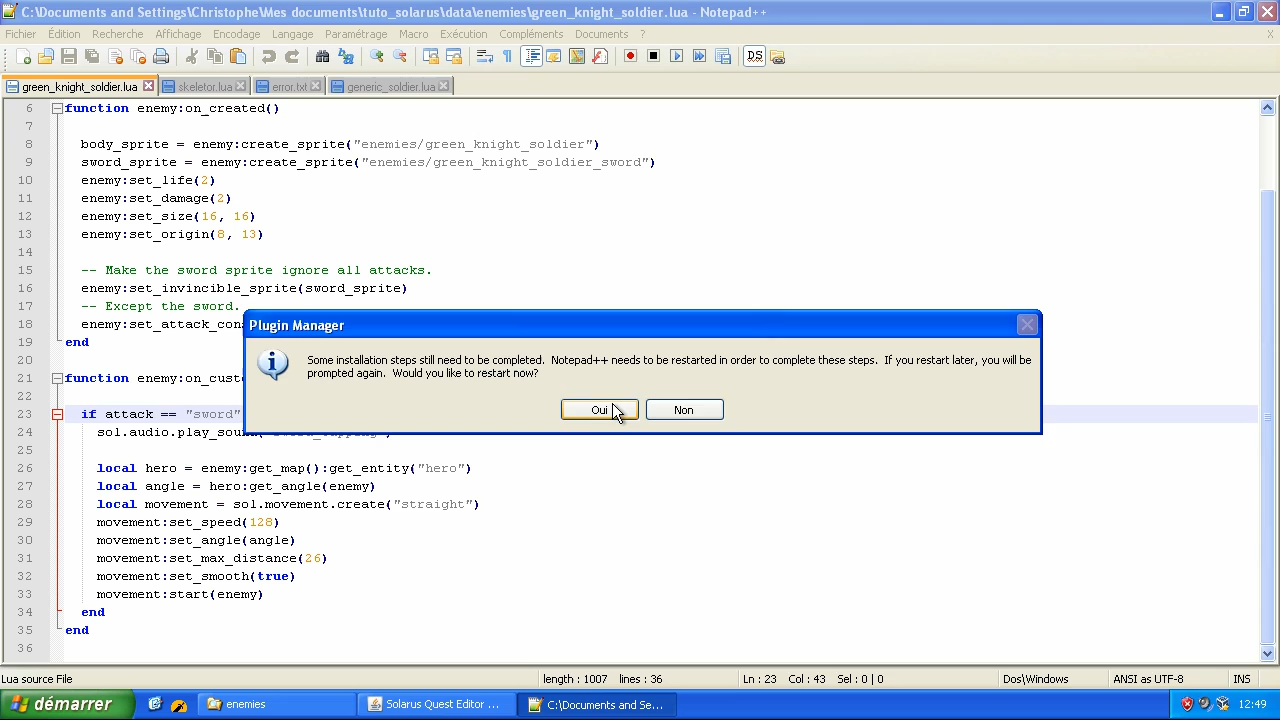 C:\Documents and Settings\Christophe\Mes documents\tuto_solarus\data\enemies\green_knight_soldier.lua - Notepad++
Fichier Édition Recherche Affichage Encodage Langage Paramétrage Macro Exécution Compléments Documents ? X
green_knight_soldier.lua skeletor.lua error.txt generic_soldier.lua
6 function enemy:on_created()
7
8 body_sprite = enemy:create_sprite("enemies/green_knight_soldier")
9 sword_sprite = enemy:create_sprite("enemies/green_knight_soldier_sword")
10 enemy:set_life(2)
11 enemy:set_damage(2)
12 enemy:set_size(16, 16)
13 enemy:set_origin(8, 13)
14
15 -- Make the sword sprite ignore all attacks.
16 enemy:set_invincible_sprite(sword_sprite)
17 -- Except the sword.
18 enemy:set_attack_con
19 end
20
21 function enemy:on_custo
22
23 if attack == "sword"
24 sol.audio.play_soun
25
26 local hero = enemy:get_map():get_entity("hero")
27 local angle = hero:get_angle(enemy)
28 local movement = sol.movement.create("straight")
29 movement:set_speed(128)
30 movement:set_angle(angle)
31 movement:set_max_distance(26)
32 movement:set_smooth(true)
33 movement:start(enemy)
34 end
35 end
36
Plugin Manager
Some installation steps still need to be completed. Notepad++ needs to be restarted in order to complete these steps. If you restart later, you will be
prompted again. Would you like to restart now?
Oui Non
Lua source File length : 1007 lines : 36 Ln : 23 Col : 43 Sel : 0 | 0 Dos\Windows ANSI as UTF-8 INS
démarrer enemies Solarus Quest Editor ... C:\Documents and Se... 12:49